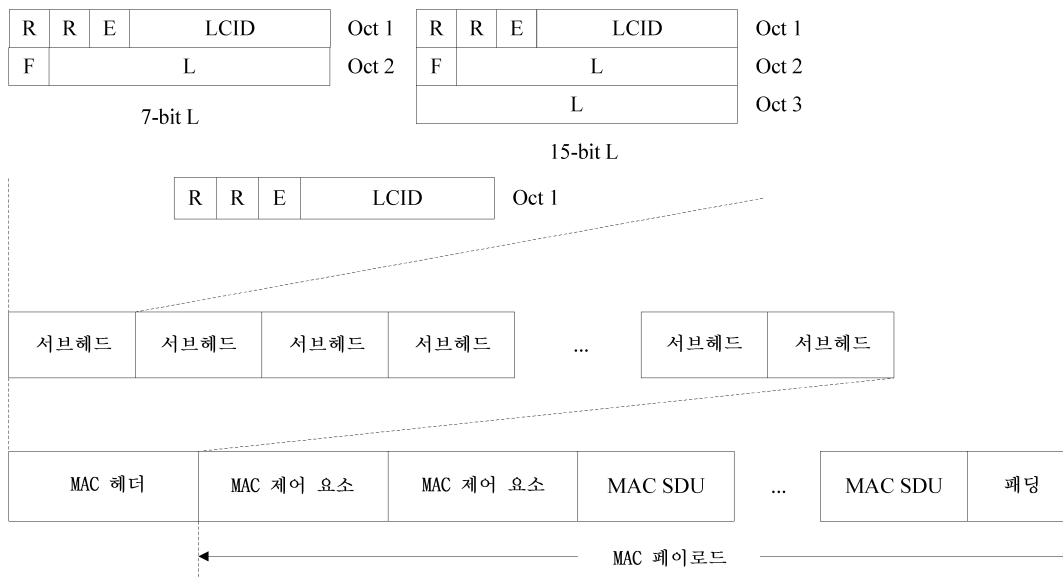 R R E LCID Oct 1
F L Oct 2
7-bit L
R R E LCID Oct 1
F L Oct 2
L Oct 3
15-bit L
R R E LCID Oct 1
서브헤드 서브헤드 서브헤드 서브헤드 ... 서브헤드 서브헤드
MAC 헤더 MAC 제어 요소 MAC 제어 요소 MAC SDU ... MAC SDU 패딩
MAC 페이로드